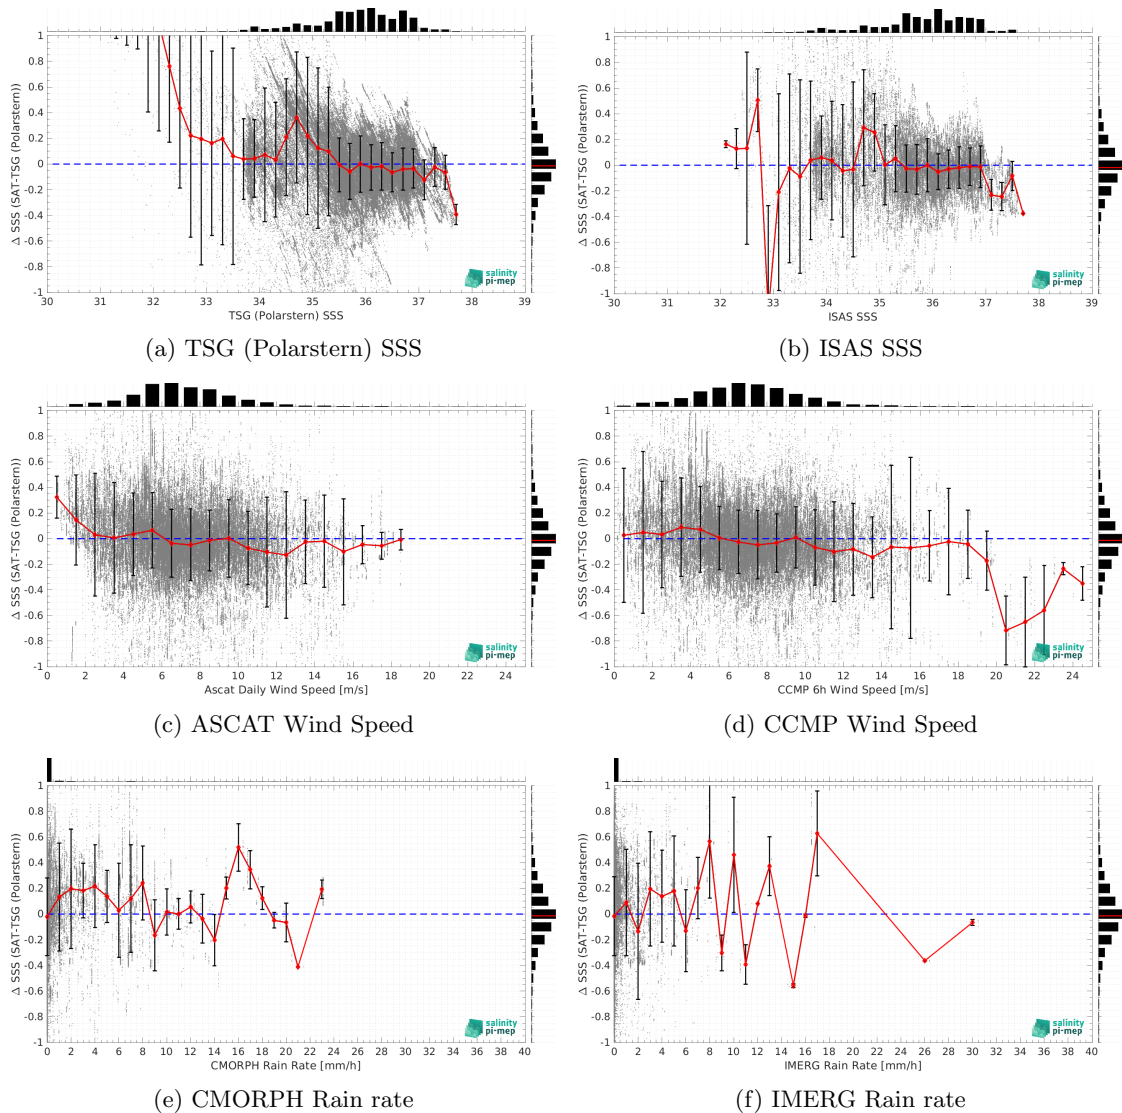 1
0.8
0.6
0.4
0.2
0
-0.2
-0.4
-0.6
-0.8
-1
Δ SSS (SAT-TSG (Polarstern))
salinity
pi-mep
30 31 32 33 34 35 36 37 38 39
TSG (Polarstern) SSS
(a) TSG (Polarstern) SSS
1
0.8
0.6
0.4
0.2
0
-0.2
-0.4
-0.6
-0.8
-1
Δ SSS (SAT-TSG (Polarstern))
salinity
pi-mep
30 31 32 33 34 35 36 37 38 39
ISAS SSS
(b) ISAS SSS
1
0.8
0.6
0.4
0.2
0
-0.2
-0.4
-0.6
-0.8
-1
Δ SSS (SAT-TSG (Polarstern))
salinity
pi-mep
0 2 4 6 8 10 12 14 16 18 20 22 24
Ascat Daily Wind Speed [m/s]
(c) ASCAT Wind Speed
1
0.8
0.6
0.4
0.2
0
-0.2
-0.4
-0.6
-0.8
-1
Δ SSS (SAT-TSG (Polarstern))
salinity
pi-mep
0 2 4 6 8 10 12 14 16 18 20 22 24
CCMP 6h Wind Speed [m/s]
(d) CCMP Wind Speed
1
0.8
0.6
0.4
0.2
0
-0.2
-0.4
-0.6
-0.8
-1
Δ SSS (SAT-TSG (Polarstern))
salinity
pi-mep
0 2 4 6 8 10 12 14 16 18 20 22 24 26 28 30 32 34 36 38 40
CMORPH Rain Rate [mm/h]
(e) CMORPH Rain rate
1
0.8
0.6
0.4
0.2
0
-0.2
-0.4
-0.6
-0.8
-1
Δ SSS (SAT-TSG (Polarstern))
salinity
pi-mep
0 2 4 6 8 10 12 14 16 18 20 22 24 26 28 30 32 34 36 38 40
IMERG Rain Rate [mm/h]
(f) IMERG Rain rate